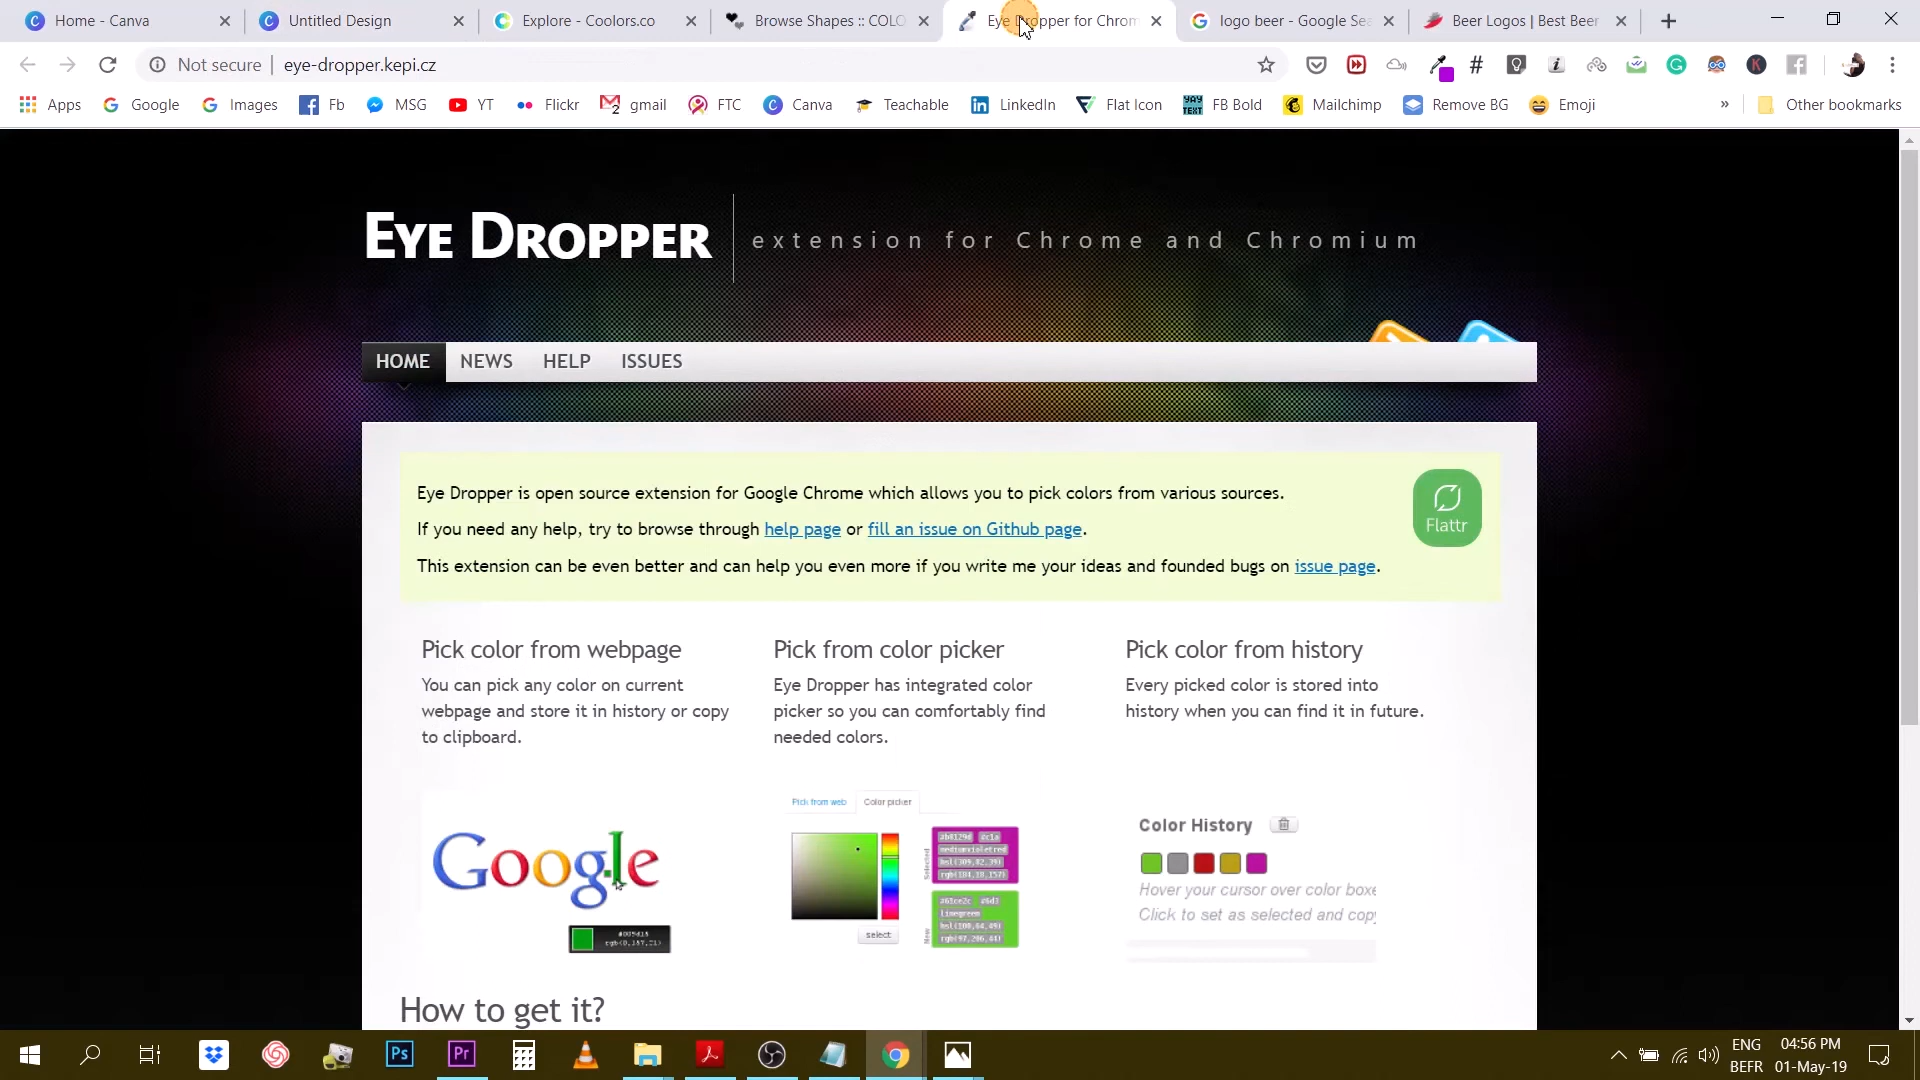 Home - Canva
Untitled Design
Explore - Coolors.co
Browse Shapes :: COLO
Eye Dropper for Chrom
logo beer - Google Sea
Beer Logos | Best Beer
Not secure
eye-dropper.kepi.cz
Apps
Google
Images
Fb
MSG
YT
Flickr
gmail
FTC
Canva
Teachable
LinkedIn
Flat Icon
FB Bold
Mailchimp
Remove BG
Emoji
»
Other bookmarks
EYE DROPPER
extension for Chrome and Chromium
HOME
NEWS
HELP
ISSUES
Eye Dropper is open source extension for Google Chrome which allows you to pick colors from various sources.
If you need any help, try to browse through help page or fill an issue on Github page.
This extension can be even better and can help you even more if you write me your ideas and founded bugs on issue page.
Flattr
Pick color from webpage
You can pick any color on current
webpage and store it in history or copy
to clipboard.
Pick from color picker
Eye Dropper has integrated color
picker so you can comfortably find
needed colors.
Pick color from history
Every picked color is stored into
history when you can find it in future.
Google
Pick from web
Color picker
select
Selected
New
mediumvioletred
limegreen
Color History
Hover your cursor over color boxe
Click to set as selected and copy
How to get it?
ENG
BEFR
04:56 PM
01-May-19